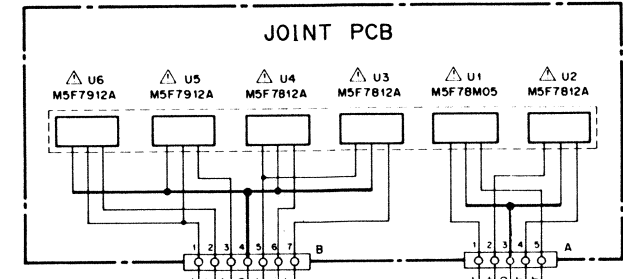 JOINT PCB
⚠ U6 ⚠ U5 ⚠ U4 ⚠ U3 ⚠ U1 ⚠ U2
M5F7912A M5F7912A M5F7812A M5F7812A M5F78M05 M5F7812A
1 2 3 4 5 6 7 B 1 2 3 4 5 A